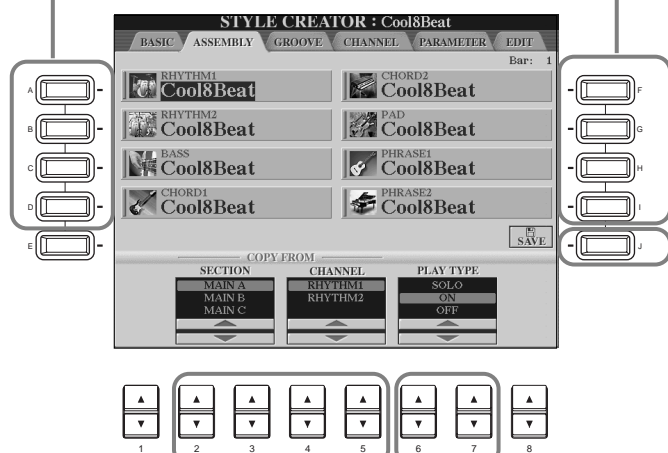 STYLE CREATOR : Cool8Beat
BASIC ASSEMBLY GROOVE CHANNEL PARAMETER EDIT
Bar: 1
RHYTHM1
Cool8Beat
CHORD2
Cool8Beat
RHYTHM2
Cool8Beat
PAD
Cool8Beat
BASS
Cool8Beat
PHRASE1
Cool8Beat
CHORD1
Cool8Beat
PHRASE2
Cool8Beat
SAVE
COPY FROM
SECTION CHANNEL PLAY TYPE
MAIN A RHYTHM1 SOLO
MAIN B RHYTHM2 ON
MAIN C OFF
A
B
C
D
E
F
G
H
I
J
1 2 3 4 5 6 7 8